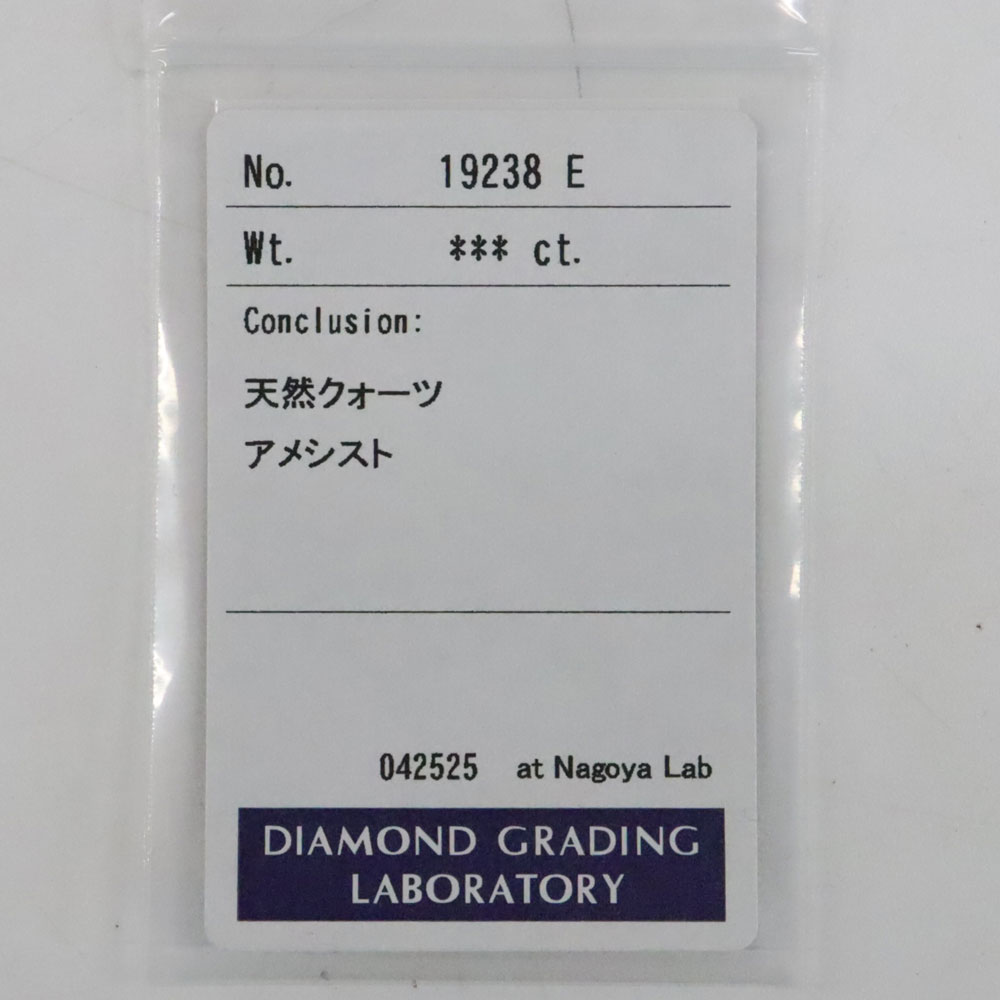 No. 19238 E
Wt. *** ct.
Conclusion:
天然クォーツ
アメシスト
042525 at Nagoya Lab
DIAMOND GRADING
LABORATORY